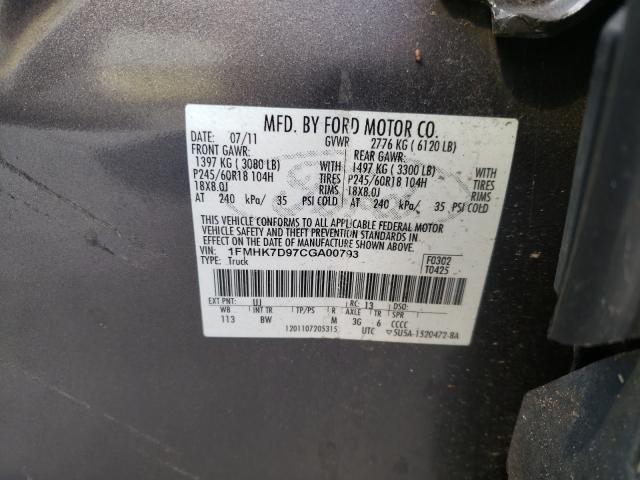 MFD. BY FORD MOTOR CO.
DATE: 07/11 GVWR 2776 KG ( 6120 LB)
FRONT GAWR: REAR GAWR:
1397 KG ( 3080 LB) WITH 1497 KG ( 3300 LB) WITH
P245/60R18 104H TIRES P245/60R18 104H TIRES
18X8.0J RIMS 18X8.0J RIMS
AT 240 kPa/ 35 PSI COLD AT 240 kPa/ 35 PSI COLD
THIS VEHICLE CONFORMS TO ALL APPLICABLE FEDERAL MOTOR
VEHICLE SAFETY AND THEFT PREVENTION STANDARDS IN
EFFECT ON THE DATE OF MANUFACTURE SHOWN ABOVE.
VIN: 1FMHK7D97CGA00793 F0302
TYPE: Truck T0425
EXT PNT: UJ RC: 13 DSO:
WB INT TR TP/PS R AXLE TR SPR
113 BW M 3G 6 CCCC
1201107205315 UTC ▽5U5A-1520472-BA